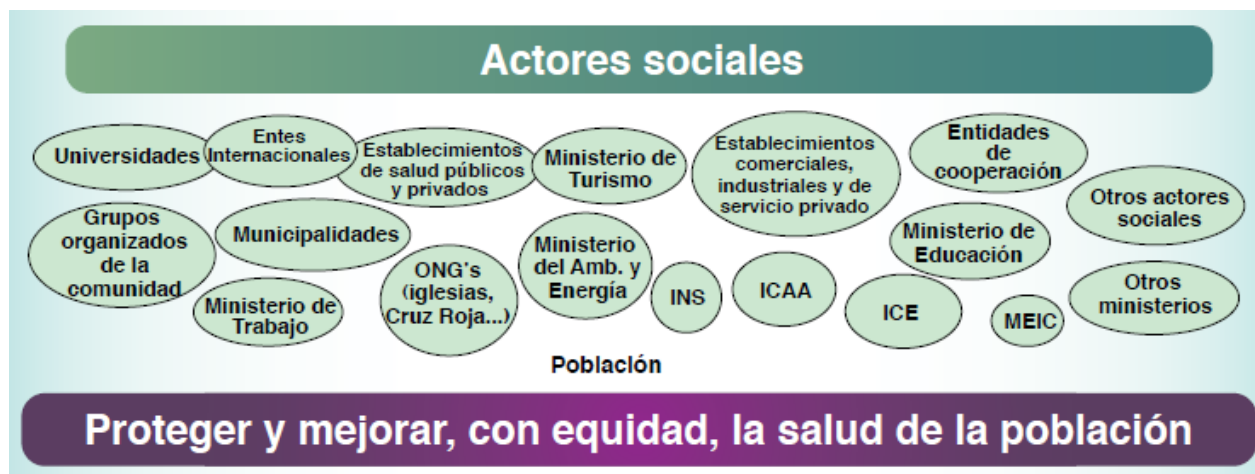 Actores sociales
Universidades
Entes
Internacionales
Establecimientos
de salud públicos
y privados
Ministerio de
Turismo
Establecimientos
comerciales,
industriales y de
servicio privado
Entidades
de
cooperación
Otros actores
sociales
Grupos
organizados
de la
comunidad
Municipalidades
Ministerio de
Trabajo
ONG's
(iglesias,
Cruz Roja...)
Ministerio
del Amb. y
Energía
INS
ICAA
Ministerio de
Educación
ICE
MEIC
Otros
ministerios
Población
Proteger y mejorar, con equidad, la salud de la población